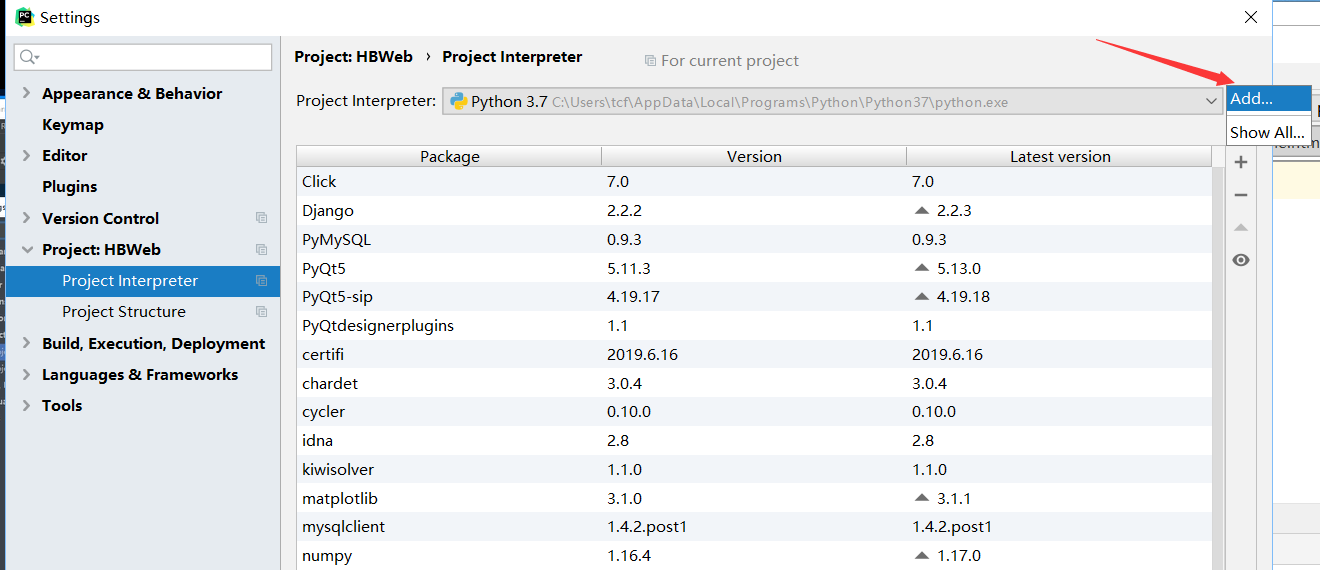 Settings
Project: HBWeb › Project Interpreter For current project
Appearance & Behavior
Keymap
Editor
Plugins
Version Control
Project: HBWeb
Project Interpreter
Project Structure
Build, Execution, Deployment
Languages & Frameworks
Tools
Project Interpreter: Python 3.7 C:\Users\tcf\AppData\Local\Programs\Python\Python37\python.exe
Add...
Show All...
Package Version Latest version
Click 7.0 7.0
Django 2.2.2 2.2.3
PyMySQL 0.9.3 0.9.3
PyQt5 5.11.3 5.13.0
PyQt5-sip 4.19.17 4.19.18
PyQtdesignerplugins 1.1 1.1
certifi 2019.6.16 2019.6.16
chardet 3.0.4 3.0.4
cycler 0.10.0 0.10.0
idna 2.8 2.8
kiwisolver 1.1.0 1.1.0
matplotlib 3.1.0 3.1.1
mysqlclient 1.4.2.post1 1.4.2.post1
numpy 1.16.4 1.17.0